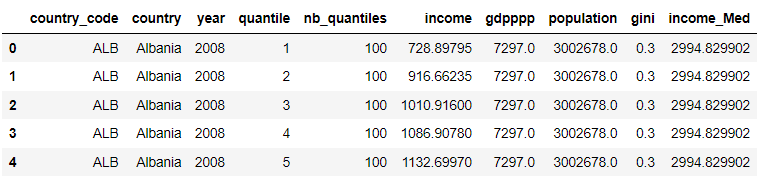 country_code country year quantile nb_quantiles income gdpppp population gini income_Med
0 ALB Albania 2008 1 100 728.89795 7297.0 3002678.0 0.3 2994.829902
1 ALB Albania 2008 2 100 916.66235 7297.0 3002678.0 0.3 2994.829902
2 ALB Albania 2008 3 100 1010.91600 7297.0 3002678.0 0.3 2994.829902
3 ALB Albania 2008 4 100 1086.90780 7297.0 3002678.0 0.3 2994.829902
4 ALB Albania 2008 5 100 1132.69970 7297.0 3002678.0 0.3 2994.829902